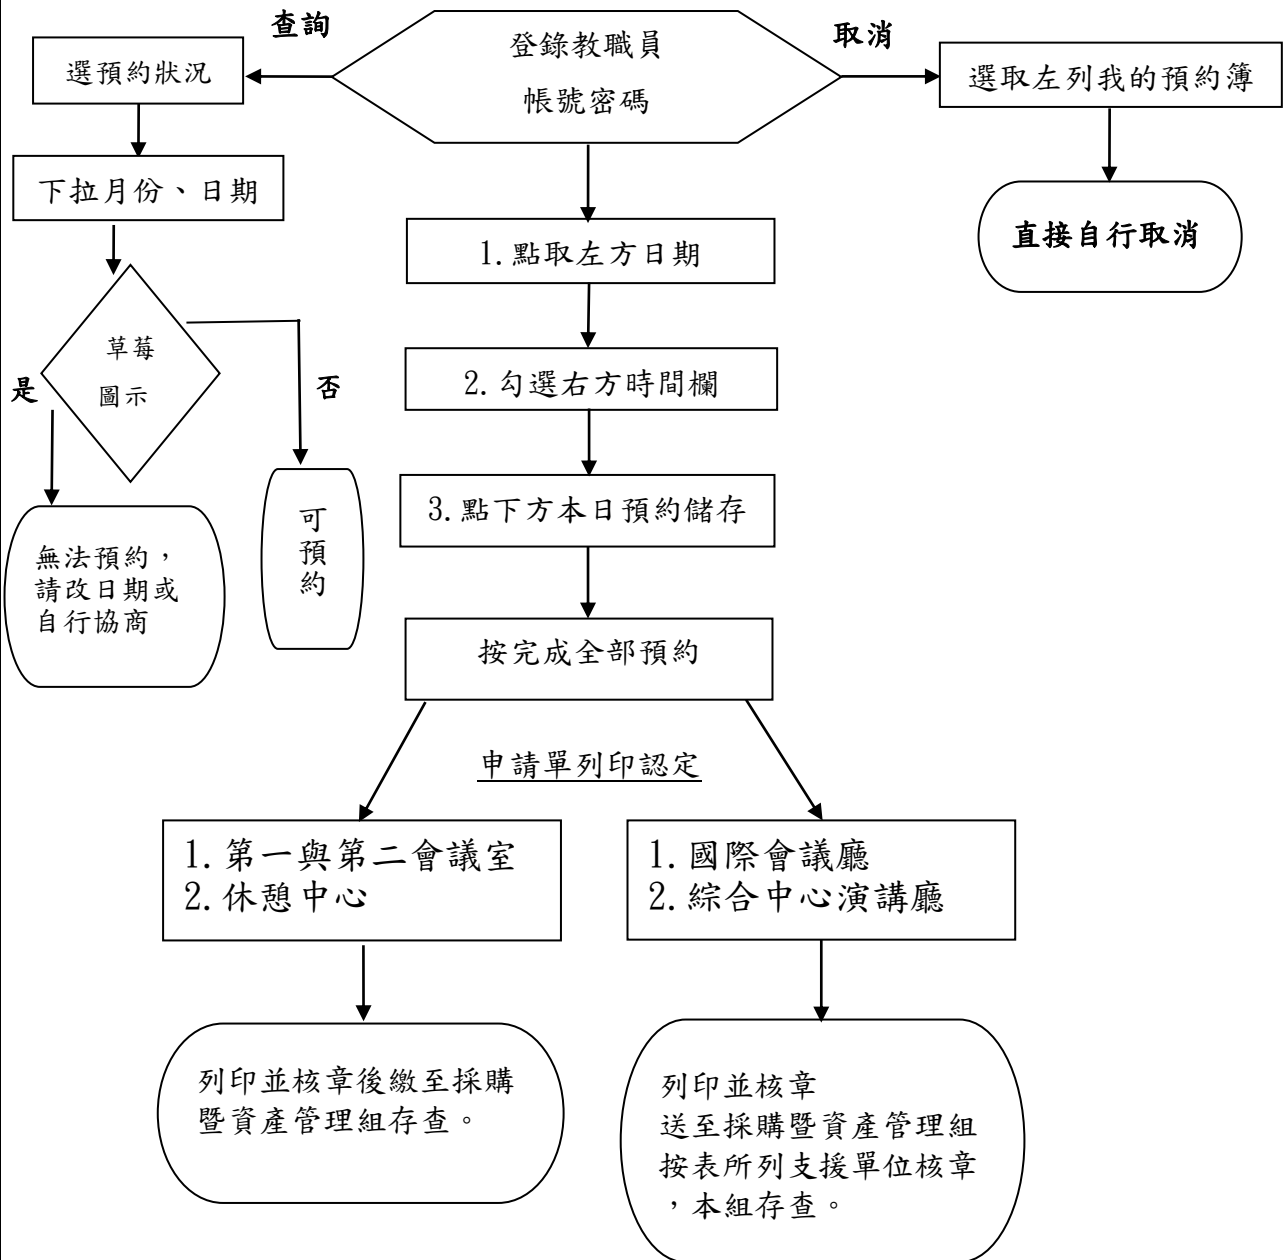 查詢
登錄教職員
帳號密碼
取消
選預約狀況
選取左列我的預約簿
下拉月份、日期
直接自行取消
1.點取左方日期
草莓
圖示
是
否
2.勾選右方時間欄
3.點下方本日預約儲存
可
預
約
無法預約，
請改日期或
自行協商
按完成全部預約
申請單列印認定
1.第一與第二會議室
2.休憩中心
1.國際會議廳
2.綜合中心演講廳
列印並核章後繳至採購
暨資產管理組存查。
列印並核章
送至採購暨資產管理組
按表所列支援單位核章
，本組存查。